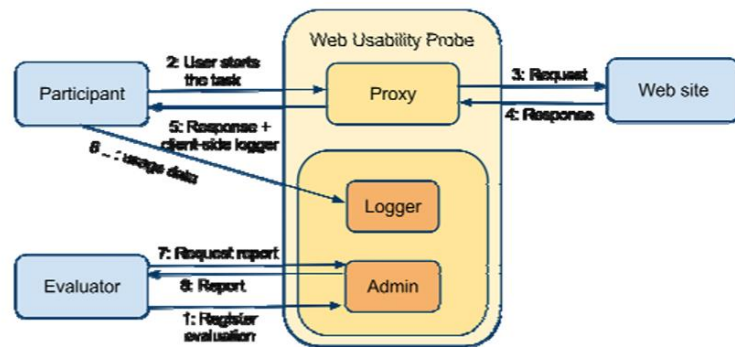 Web Usability Probe
2: User starts
the task
3: Request
Participant
Proxy
Web site
4: Response
5: Response +
client-side logger
6 ... : usage data
Logger
7: Request report
Evaluator
Admin
8: Report
1: Register
evaluation